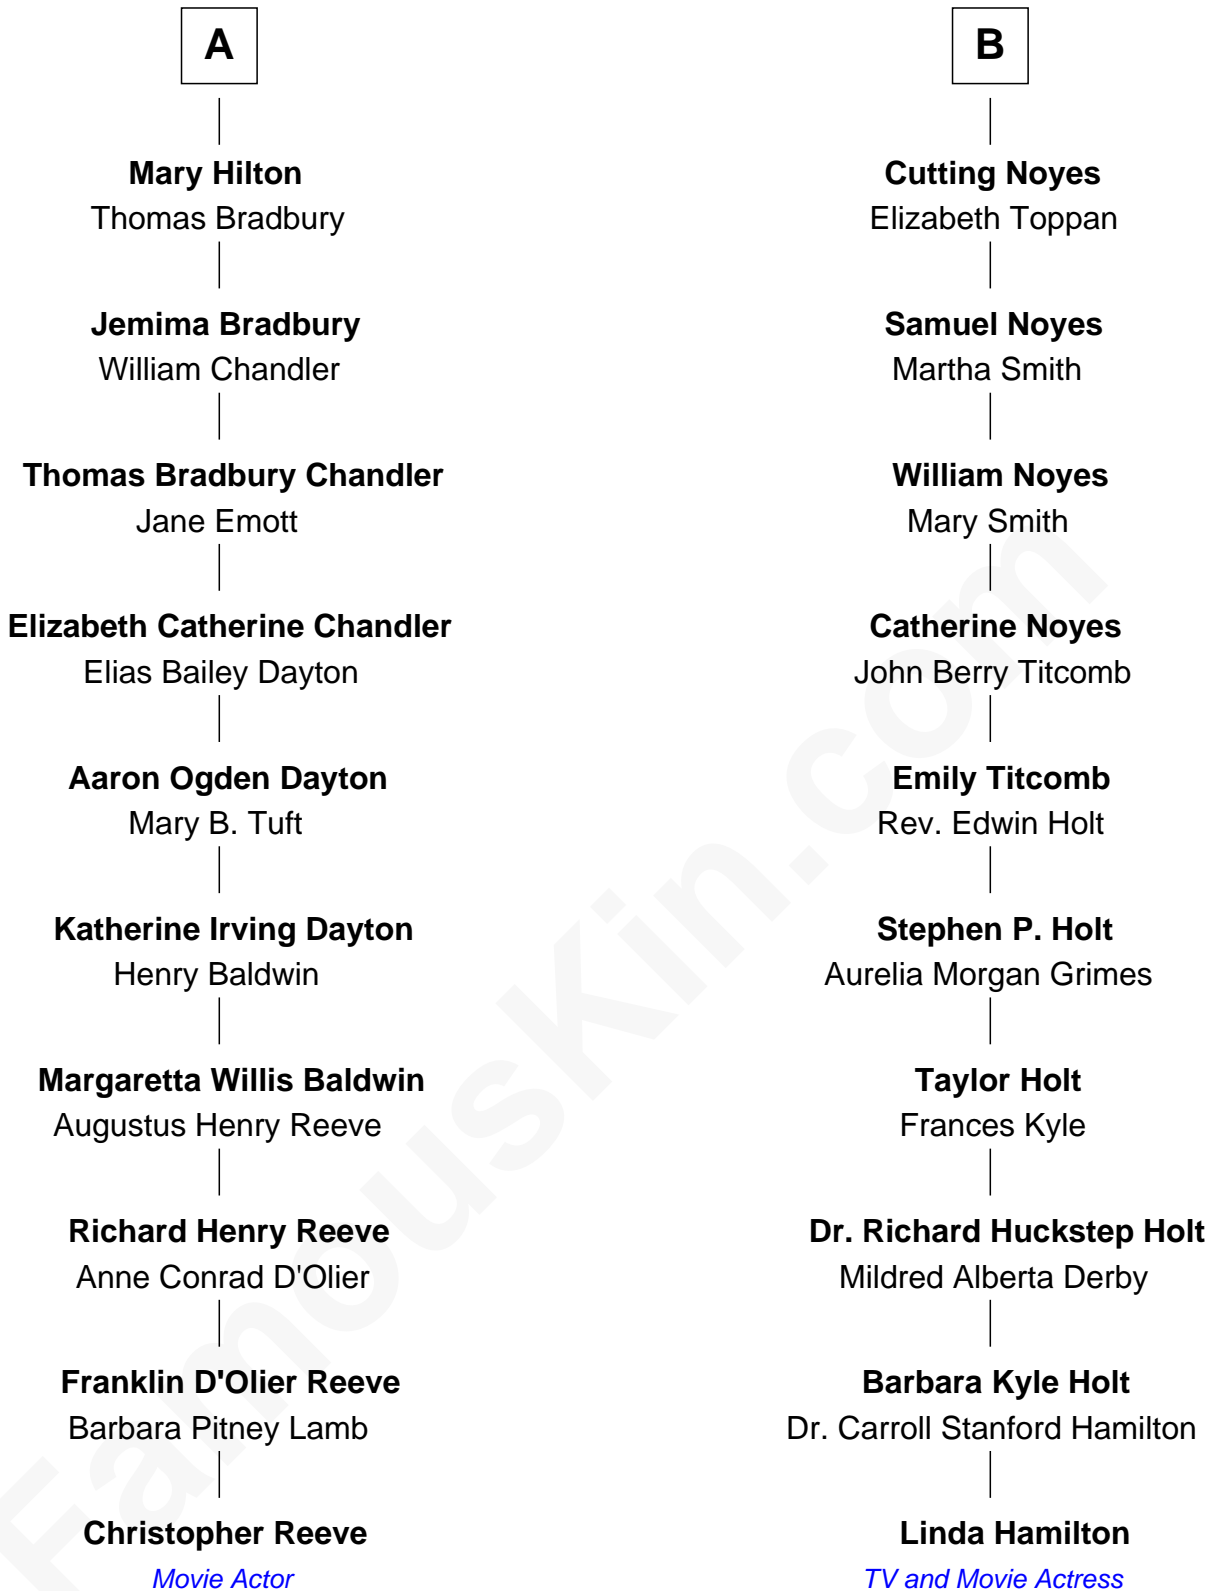 A
Mary Hilton
Thomas Bradbury
Jemima Bradbury
William Chandler
Thomas Bradbury Chandler
Jane Emott
Elizabeth Catherine Chandler
Elias Bailey Dayton
Aaron Ogden Dayton
Mary B. Tuft
Katherine Irving Dayton
Henry Baldwin
Margaretta Willis Baldwin
Augustus Henry Reeve
Richard Henry Reeve
Anne Conrad D'Olier
Franklin D'Olier Reeve
Barbara Pitney Lamb
Christopher Reeve
Movie Actor
B
Cutting Noyes
Elizabeth Toppan
Samuel Noyes
Martha Smith
William Noyes
Mary Smith
Catherine Noyes
John Berry Titcomb
Emily Titcomb
Rev. Edwin Holt
Stephen P. Holt
Aurelia Morgan Grimes
Taylor Holt
Frances Kyle
Dr. Richard Huckstep Holt
Mildred Alberta Derby
Barbara Kyle Holt
Dr. Carroll Stanford Hamilton
Linda Hamilton
TV and Movie Actress
FamousKin.com